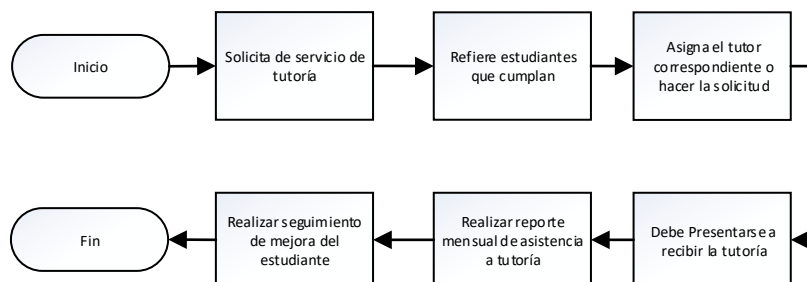 Inicio
Solicita de servicio de
tutoría
Refiere estudiantes
que cumplan
Asigna el tutor
correspondiente o
hacer la solicitud
Debe Presentarse a
recibir la tutoría
Realizar reporte
mensual de asistencia
a tutoría
Realizar seguimiento
de mejora del
estudiante
Fin